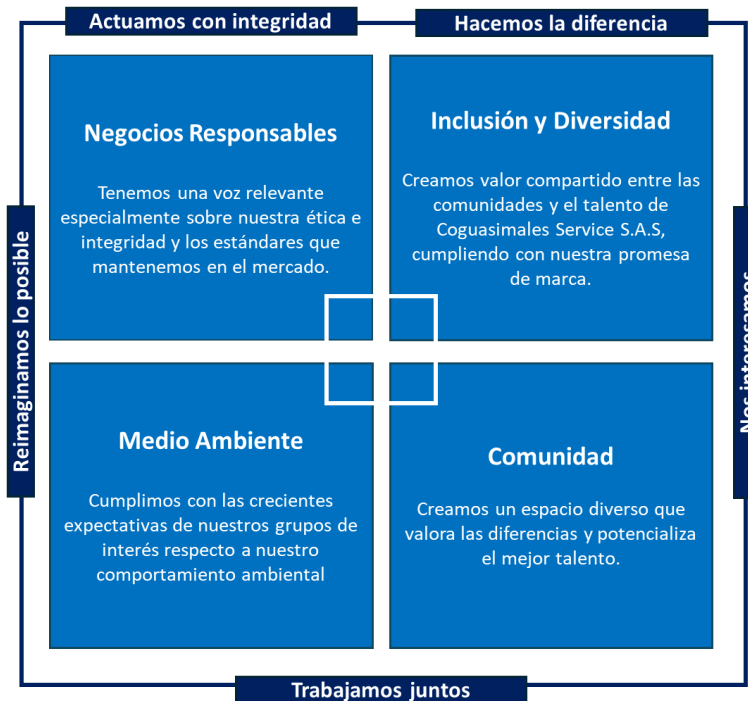 Actuamos con integridad
Hacemos la diferencia
Negocios Responsables
Tenemos una voz relevante
especialmente sobre nuestra ética e
integridad y los estándares que
mantenemos en el mercado.
Inclusión y Diversidad
Creamos valor compartido entre las
comunidades y el talento de
Coguasimales Service S.A.S,
cumpliendo con nuestra promesa
de marca.
Reimaginamos lo posible
Nos interesamos
Medio Ambiente
Cumplimos con las crecientes
expectativas de nuestros grupos de
interés respecto a nuestro
comportamiento ambiental
Comunidad
Creamos un espacio diverso que
valora las diferencias y potencializa
el mejor talento.
Trabajamos juntos